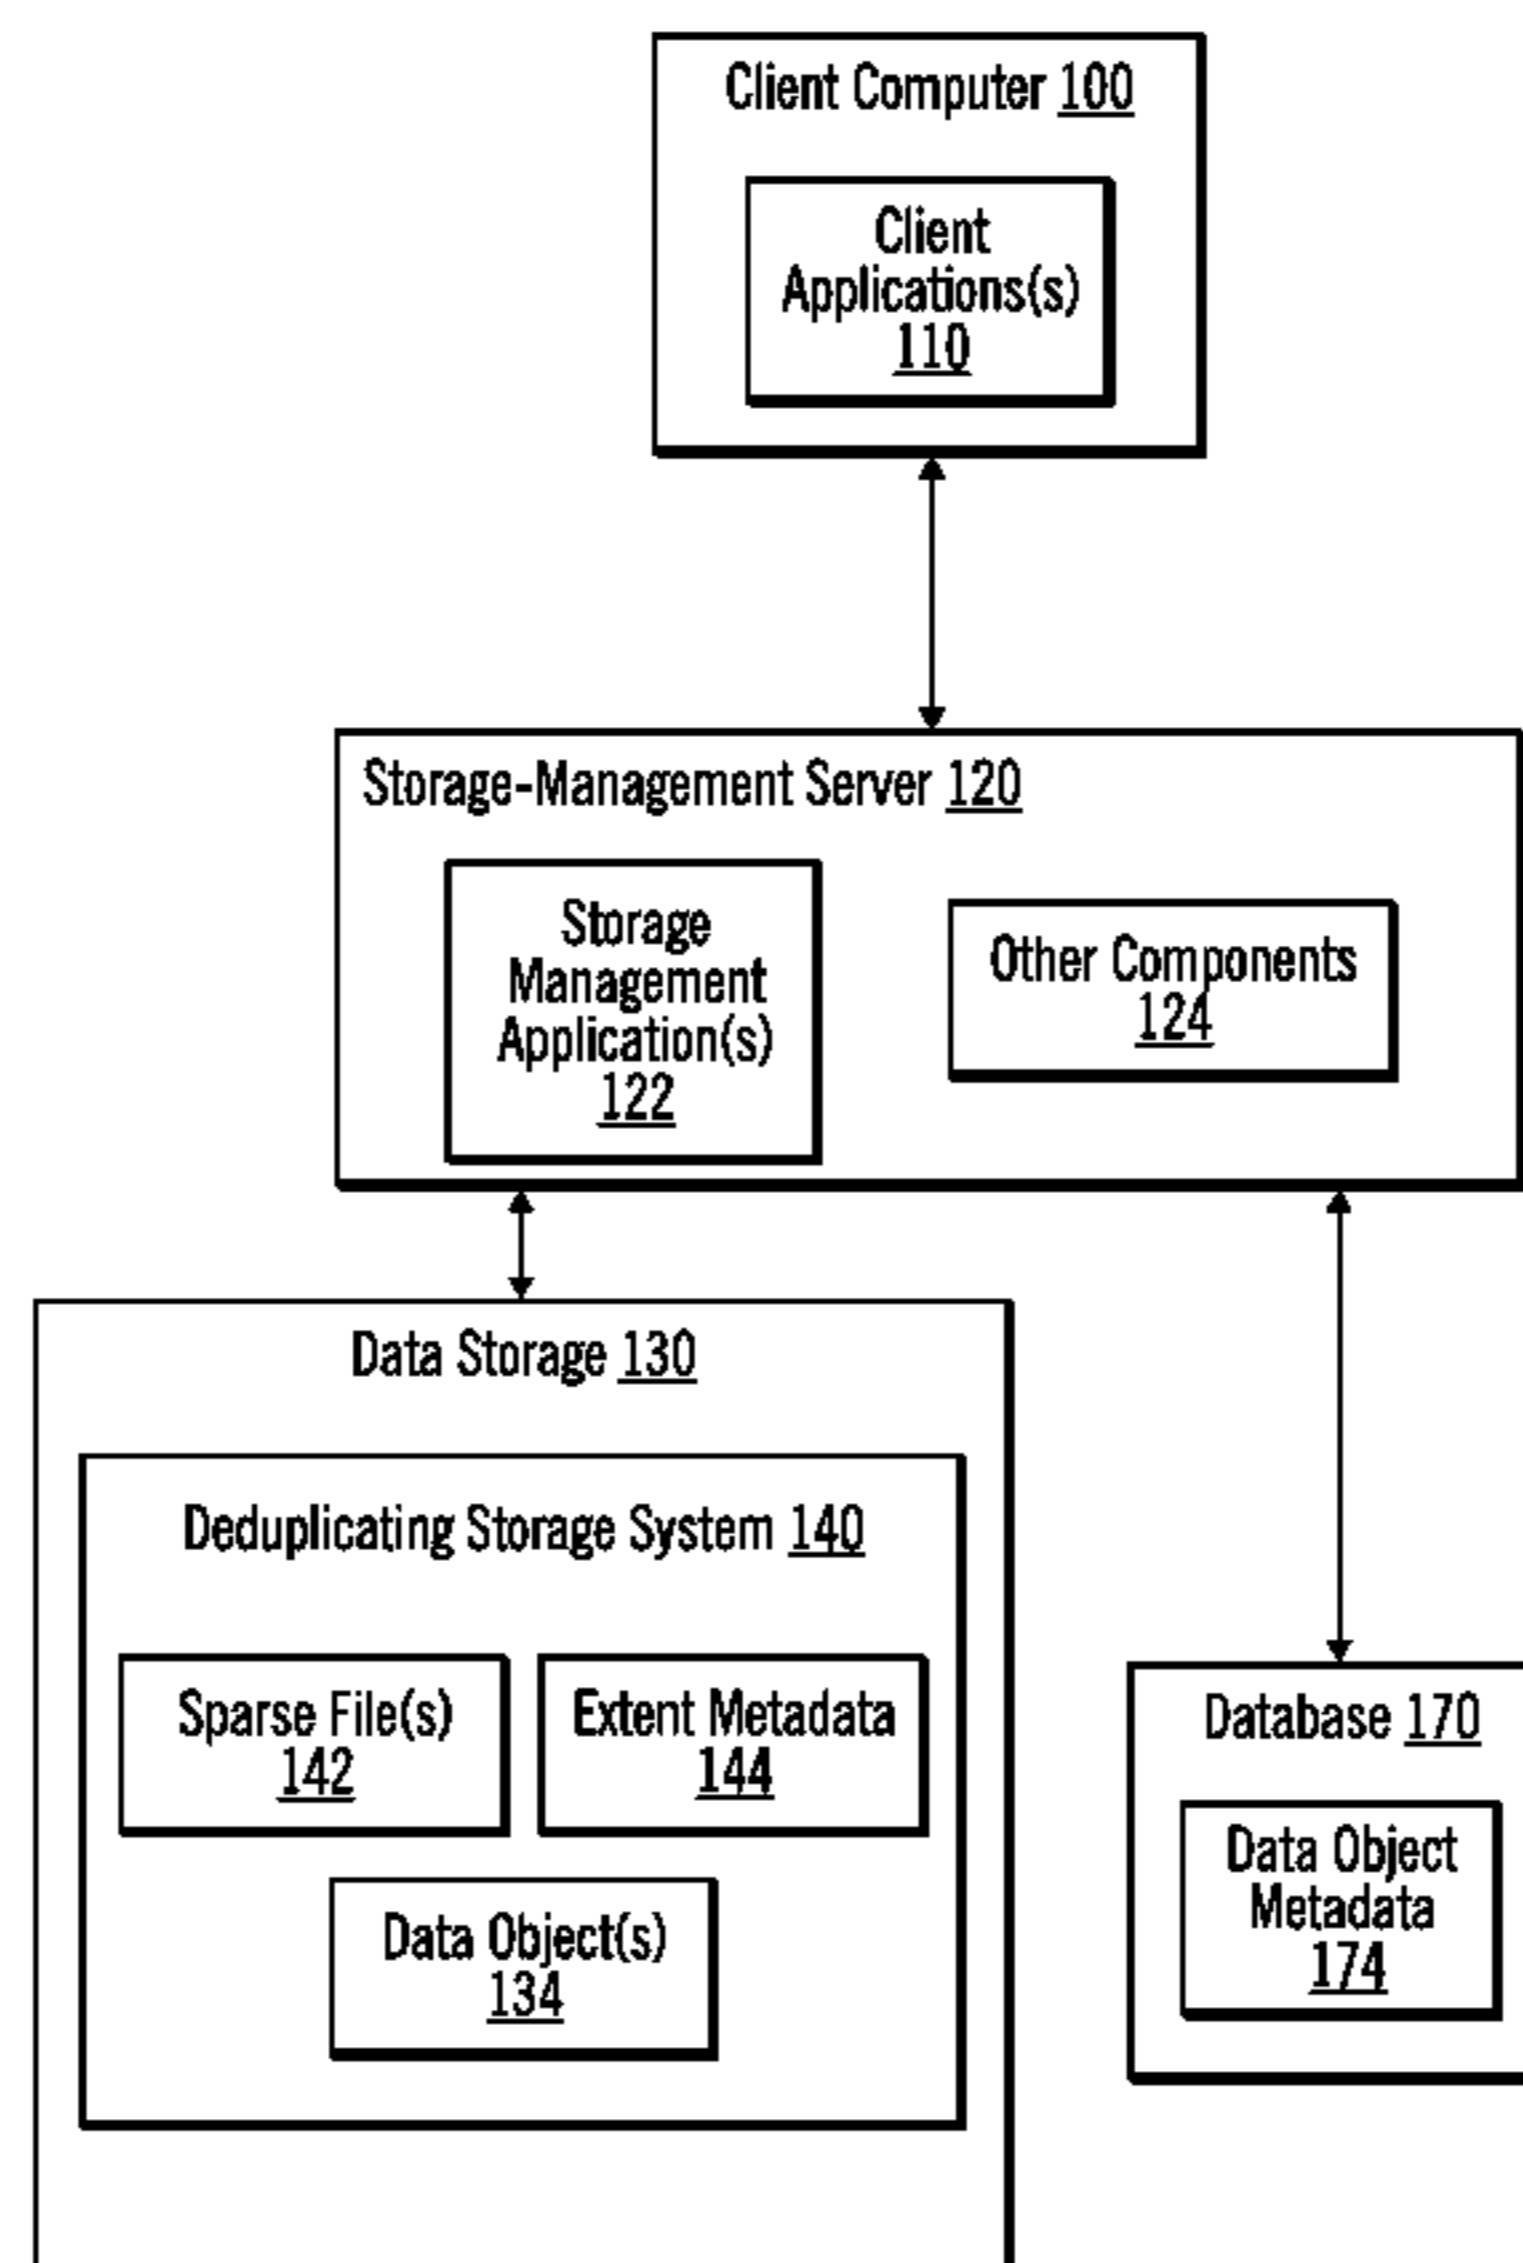 Client Computer 100
Client
Applications(s)
110
Storage-Management Server 120
Storage
Management
Application(s)
122
Other Components
124
Data Storage 130
Deduplicating Storage System 140
Sparse File(s)
142
Extent Metadata
144
Data Object(s)
134
Database 170
Data Object
Metadata
174